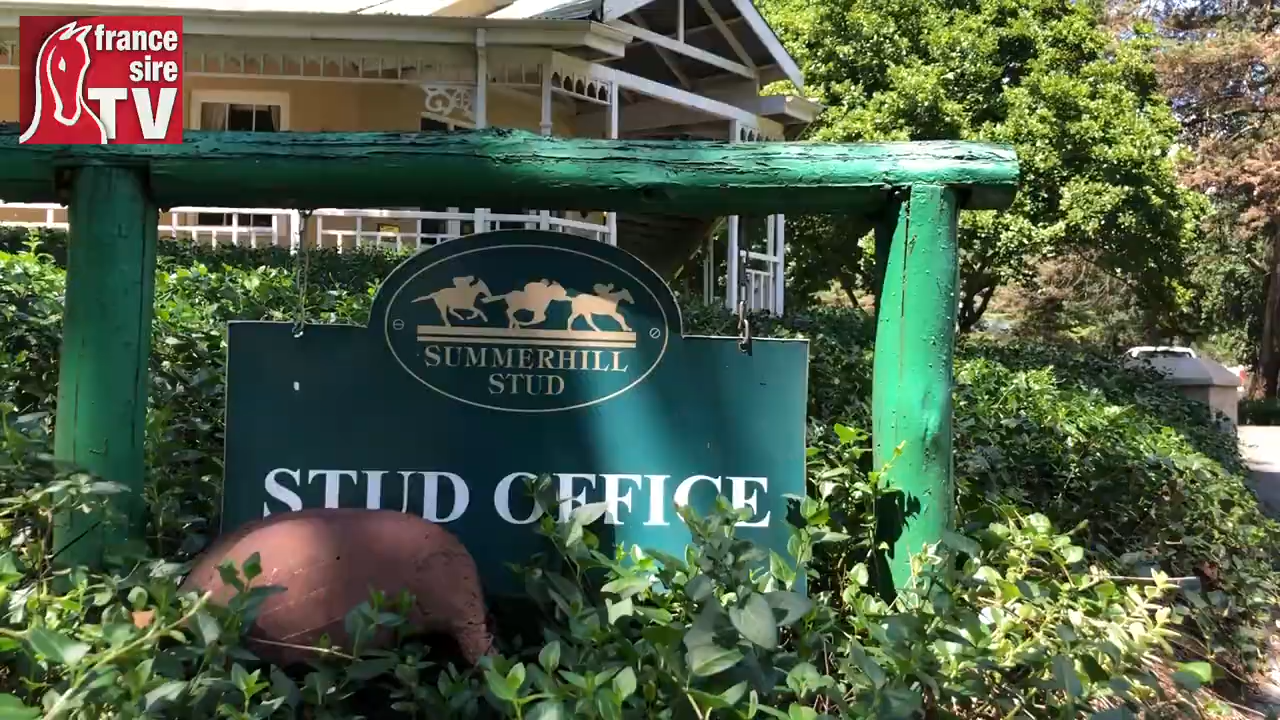 france
sire
TV
SUMMERHILL
STUD
STUD OFFICE